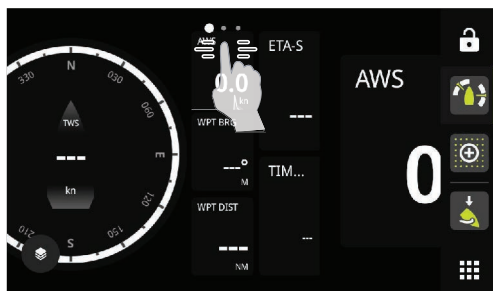 330
N
030
060
TWS
---
kn
E
120
150
S
210
AWS
0.0
kn
WPT BRG
---°
M
WPT DIST
---
NM
ETA-S
---
TIM...
---
AWS
0